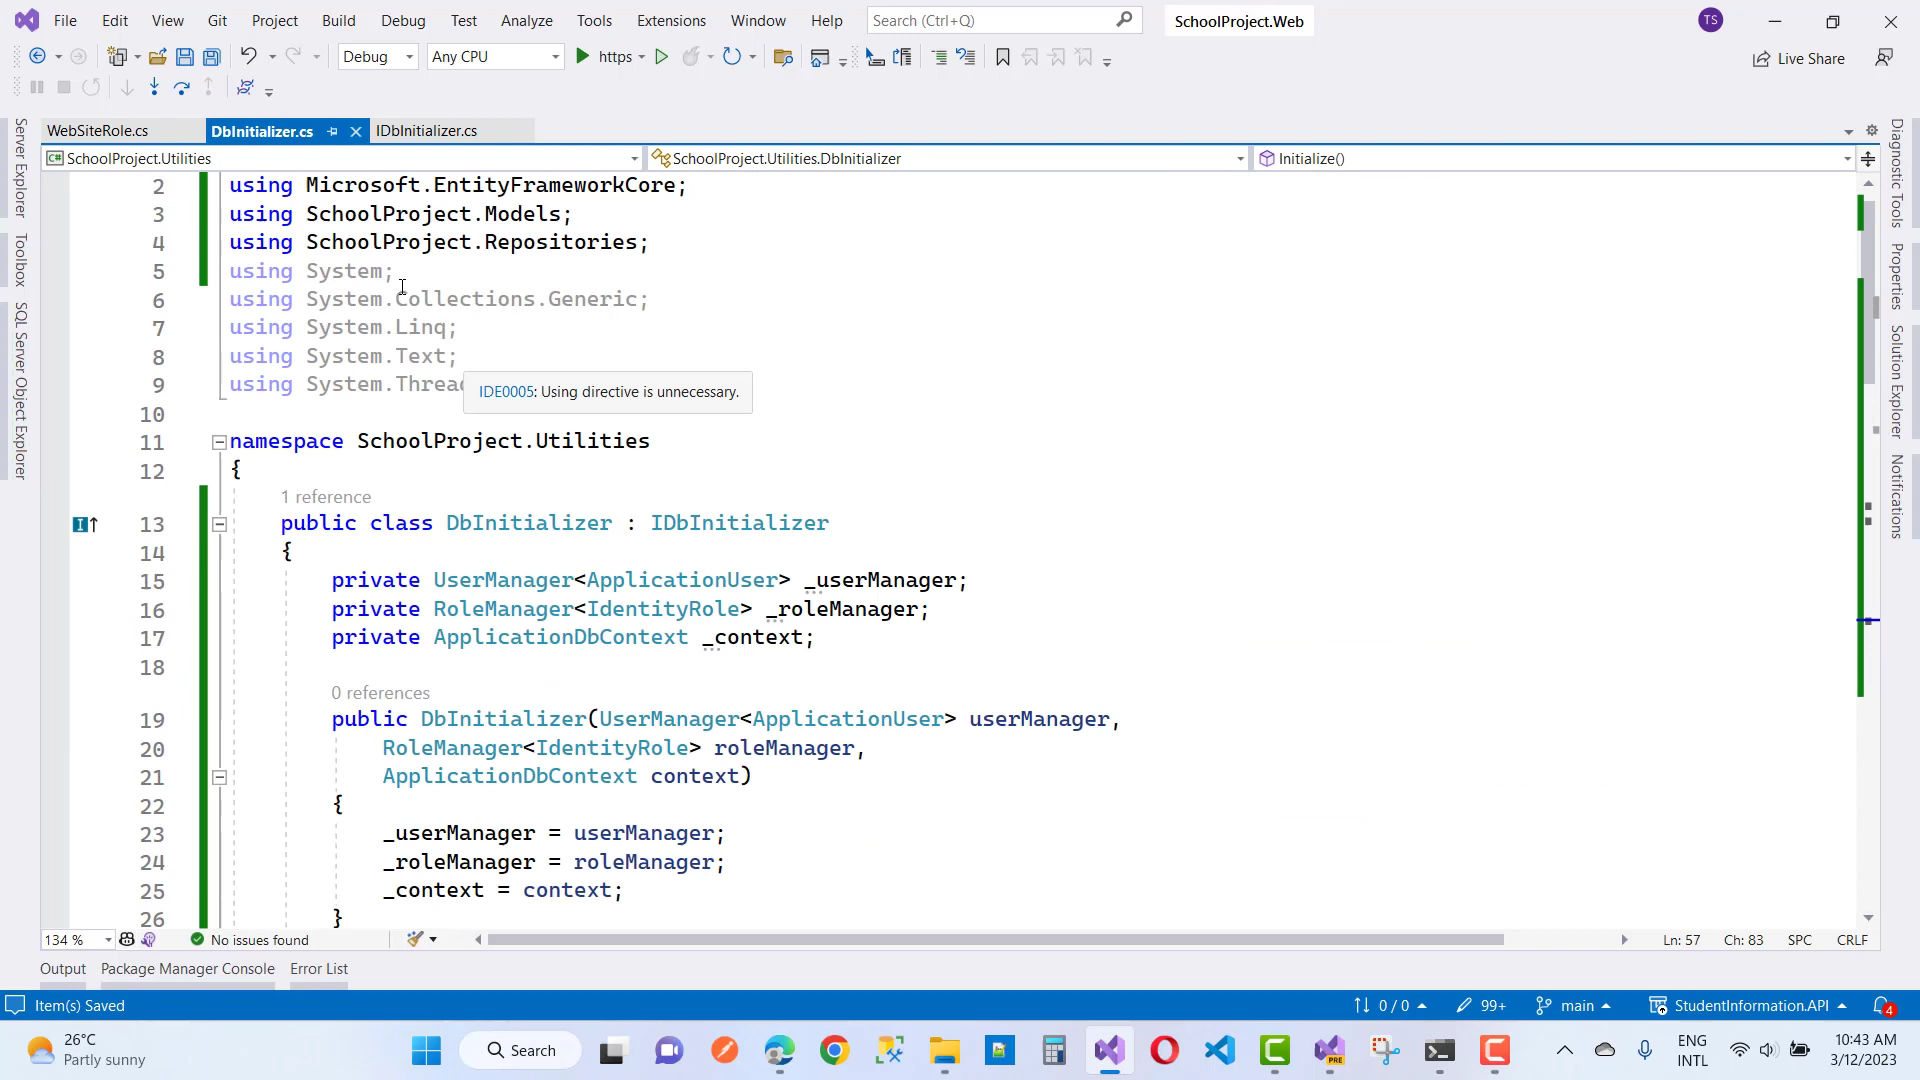 File Edit View Git Project Build Debug Test Analyze Tools Extensions Window Help Search (Ctrl+Q) SchoolProject.Web TS
Debug Any CPU https Live Share
WebSiteRole.cs DbInitializer.cs IDbInitializer.cs
C# SchoolProject.Utilities SchoolProject.Utilities.DbInitializer Initialize()
Server Explorer
Toolbox
SQL Server Object Explorer
2 using Microsoft.EntityFrameworkCore;
3 using SchoolProject.Models;
4 using SchoolProject.Repositories;
5 using System;
6 using System.Collections.Generic;
7 using System.Linq;
8 using System.Text;
9 using System.Threa
IDE0005: Using directive is unnecessary.
10
11 namespace SchoolProject.Utilities
12 {
1 reference
13 public class DbInitializer : IDbInitializer
14 {
15 private UserManager<ApplicationUser> _userManager;
16 private RoleManager<IdentityRole> _roleManager;
17 private ApplicationDbContext _context;
18
0 references
19 public DbInitializer(UserManager<ApplicationUser> userManager,
20 RoleManager<IdentityRole> roleManager,
21 ApplicationDbContext context)
22 {
23 _userManager = userManager;
24 _roleManager = roleManager;
25 _context = context;
26 }
Diagnostic Tools
Properties
Solution Explorer
Notifications
134 % No issues found Ln: 57 Ch: 83 SPC CRLF
Output Package Manager Console Error List
Item(s) Saved 0 / 0 99+ main StudentInformation.API 4
26°C
Partly sunny
Search
PRE
ENG
INTL
10:43 AM
3/12/2023